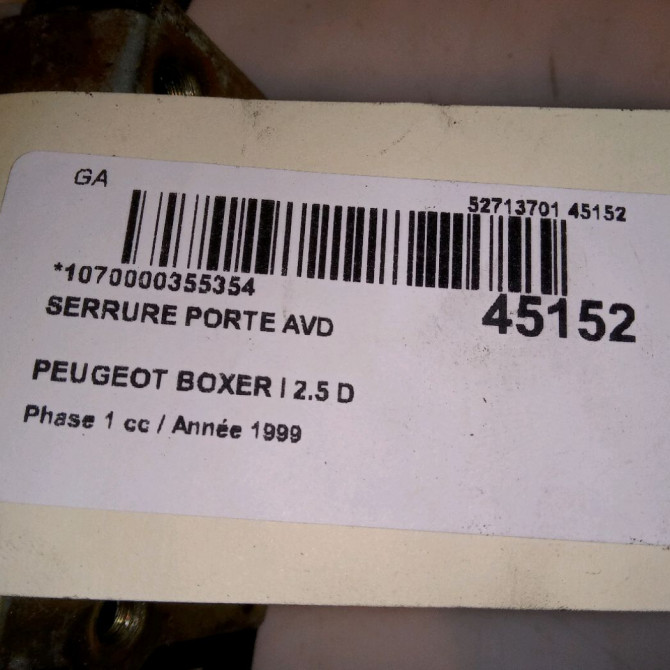 GA
52713701 45152
*1070000355354
45152
SERRURE PORTE AVD
PEUGEOT BOXER I 2.5 D
Phase 1 cc / Année 1999